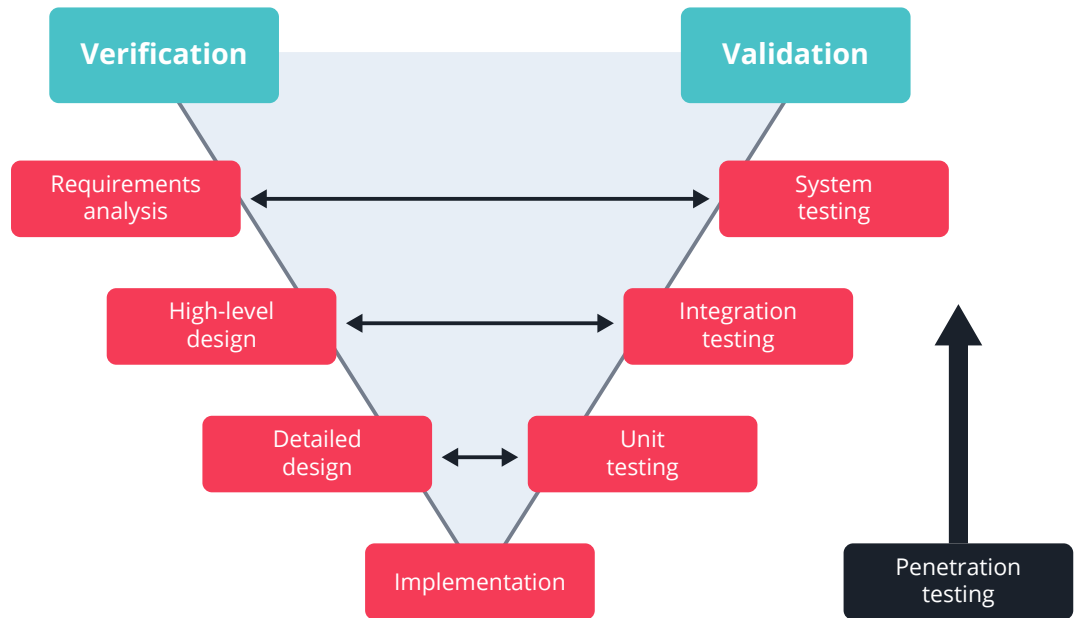 Verification
Validation
Requirements
analysis
System
testing
High-level
design
Integration
testing
Detailed
design
Unit
testing
Implementation
Penetration
testing